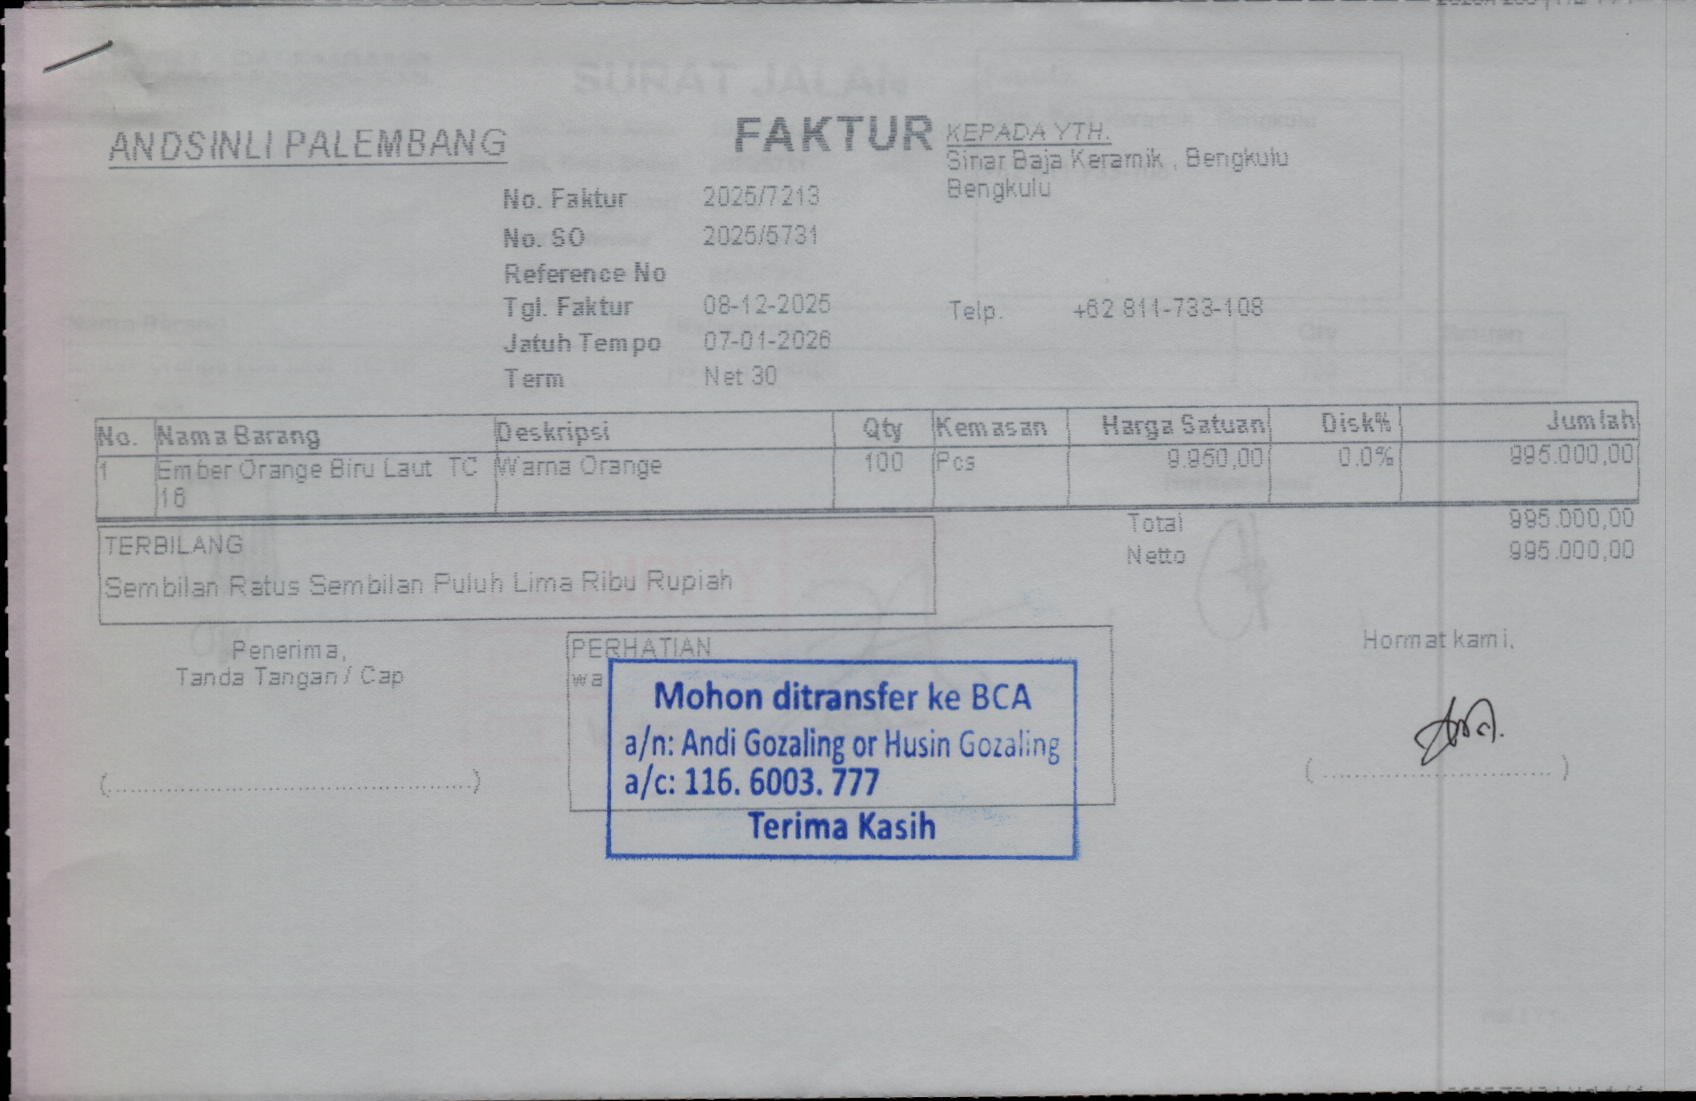 ANDSINLI PALEMBANG
FAKTUR
KEPADA YTH.
Sinar Baja Keramik , Bengkulu
Bengkulu
No. Faktur 2025/7213
No. SO 2025/5731
Reference No
Tgl. Faktur 08-12-2025
Telp. +62 811-733-108
Jatuh Tempo 07-01-2026
Term Net 30
No. Nama Barang Deskripsi Qty Kemasan Harga Satuan Disk% Jumlah
1 Ember Orange Biru Laut TC Warna Orange 100 Pcs 9.950,00 0.0% 995.000,00
16
Total 995.000,00
Netto 995.000,00
TERBILANG
Sembilan Ratus Sembilan Puluh Lima Ribu Rupiah
Penerima,
Tanda Tangan / Cap
PERHATIAN
wa
Mohon ditransfer ke BCA
a/n: Andi Gozaling or Husin Gozaling
a/c: 116. 6003. 777
Terima Kasih
Hormat kami,
SURAT JALAN